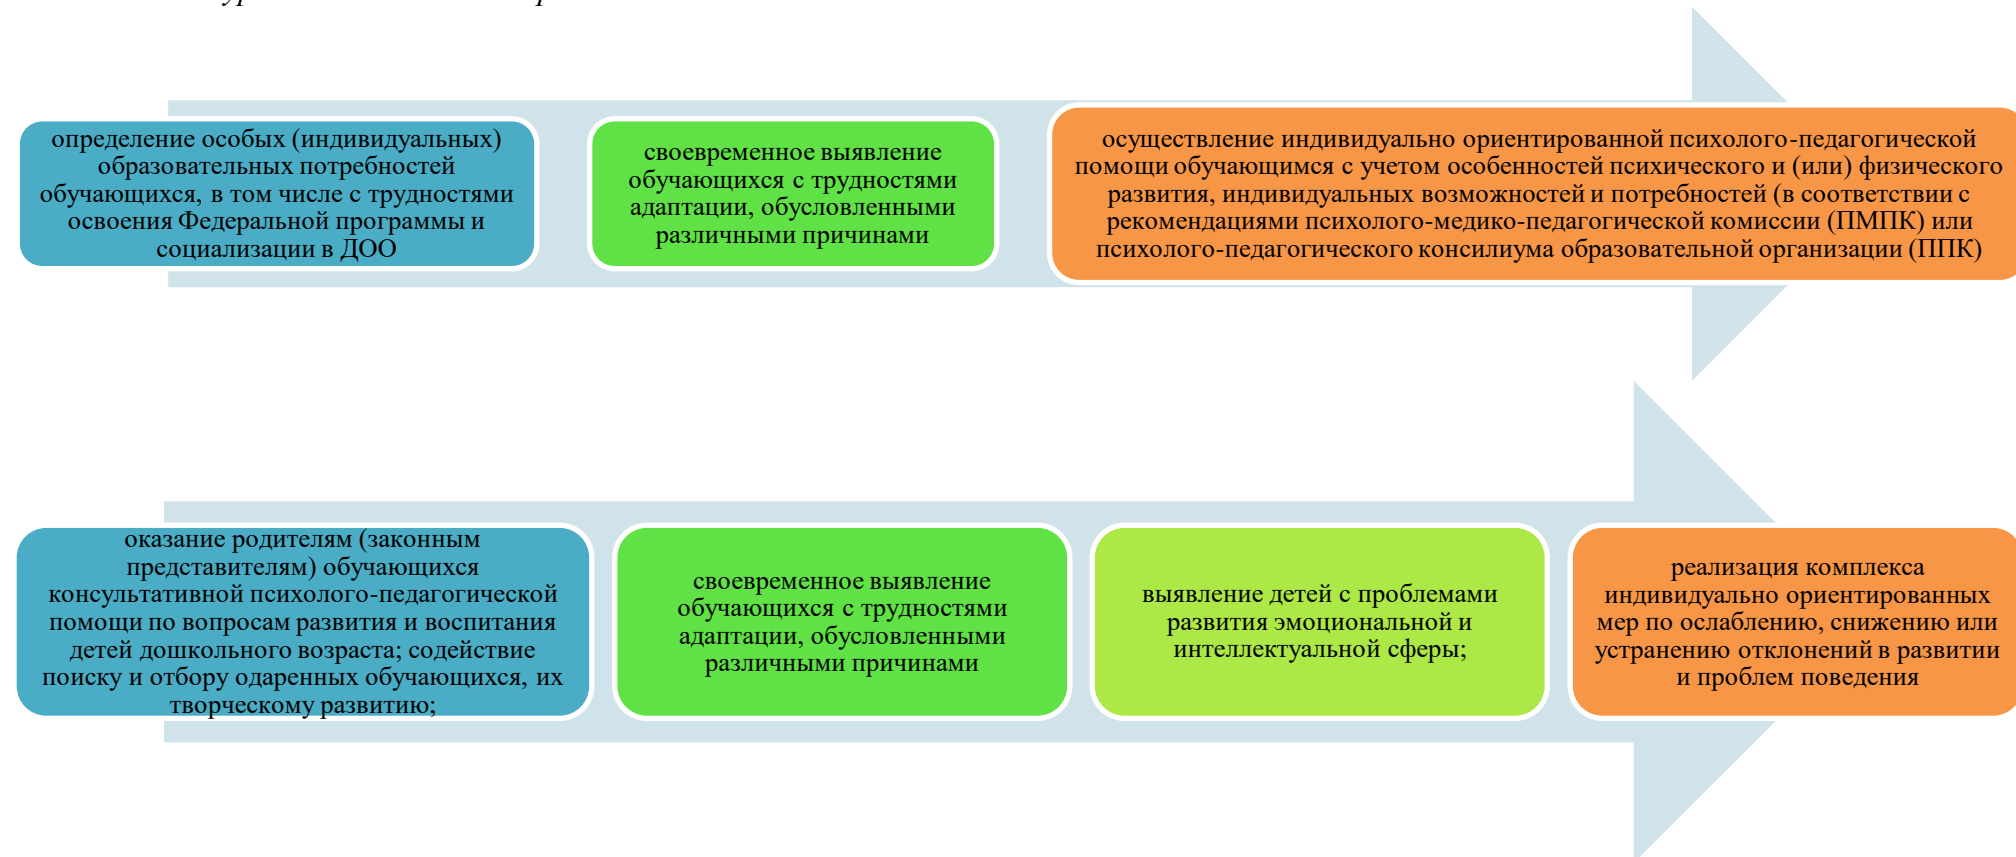 определение особых (индивидуальных)
образовательных потребностей
обучающихся, в том числе с трудностями
освоения Федеральной программы и
социализации в ДОО
своевременное выявление
обучающихся с трудностями
адаптации, обусловленными
различными причинами
осуществление индивидуально ориентированной психолого-педагогической
помощи обучающимся с учетом особенностей психического и (или) физического
развития, индивидуальных возможностей и потребностей (в соответствии с
рекомендациями психолого-медико-педагогической комиссии (ПМПК) или
психолого-педагогического консилиума образовательной организации (ППК)
оказание родителям (законным
представителям) обучающихся
консультативной психолого-педагогической
помощи по вопросам развития и воспитания
детей дошкольного возраста; содействие
поиску и отбору одаренных обучающихся, их
творческому развитию;
своевременное выявление
обучающихся с трудностями
адаптации, обусловленными
различными причинами
выявление детей с проблемами
развития эмоциональной и
интеллектуальной сферы;
реализация комплекса
индивидуально ориентированных
мер по ослаблению, снижению или
устранению отклонений в развитии
и проблем поведения